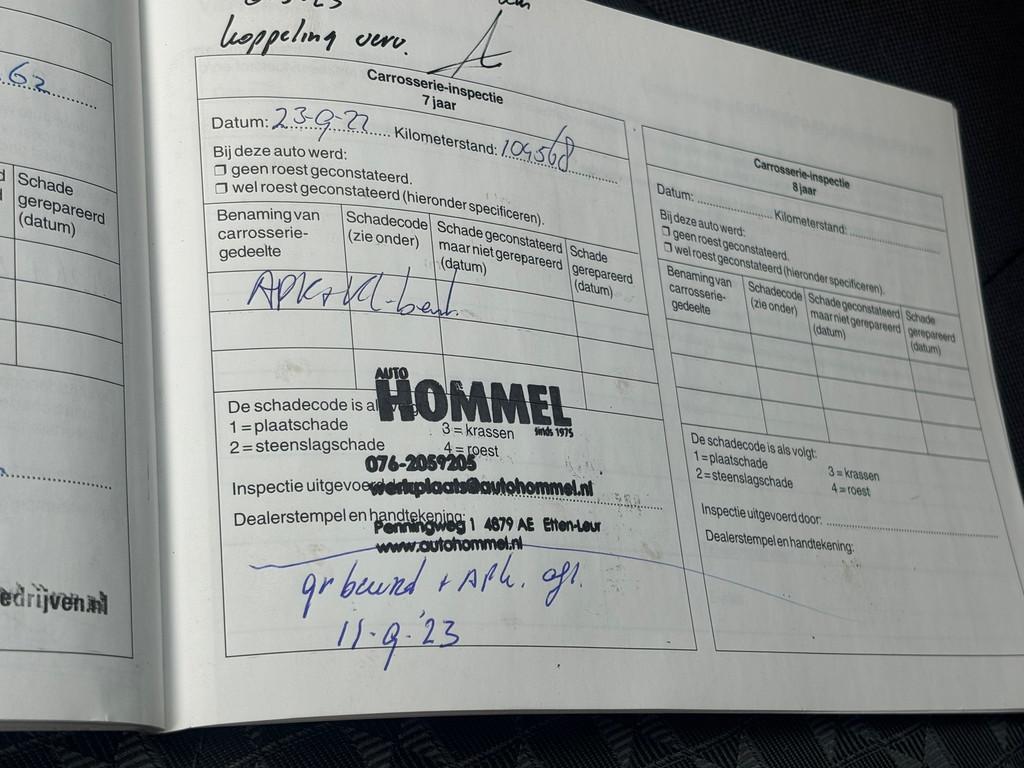 62
Schade
gerepareerd
(datum)
edrijven.nl
koppeling verv.
Carrosserie-inspectie
7 jaar
Datum: 23-9-22 Kilometerstand: 104568
Bij deze auto werd:
❒ geen roest geconstateerd.
❒ wel roest geconstateerd (hieronder specificeren).
Benaming van
carrosserie-
gedeelte
Schadecode
(zie onder)
Schade geconstateerd
maar niet gerepareerd
(datum)
Schade
gerepareerd
(datum)
APK + Kl-beurt.
De schadecode is als volgt:
1 = plaatschade
3 = krassen
2 = steenslagschade
4 = roest
AUTO
HOMMEL
sinds 1975
076-2059205
Inspectie uitgevoerd
werkplaats@autohommel.nl
Dealerstempel en handtekening:
Penningweg 1 4879 AE Etten-Leur
www.autohommel.nl
gr beurt + APK. afl.
11-9-'23
Carrosserie-inspectie
8 jaar
Datum: Kilometerstand:
Bij deze auto werd:
❒ geen roest geconstateerd.
❒ wel roest geconstateerd (hieronder specificeren).
Benaming van
carrosserie-
gedeelte
Schadecode
(zie onder)
Schade geconstateerd
maar niet gerepareerd
(datum)
Schade
gerepareerd
(datum)
De schadecode is als volgt:
1 = plaatschade
3 = krassen
2 = steenslagschade
4 = roest
Inspectie uitgevoerd door:
Dealerstempel en handtekening: